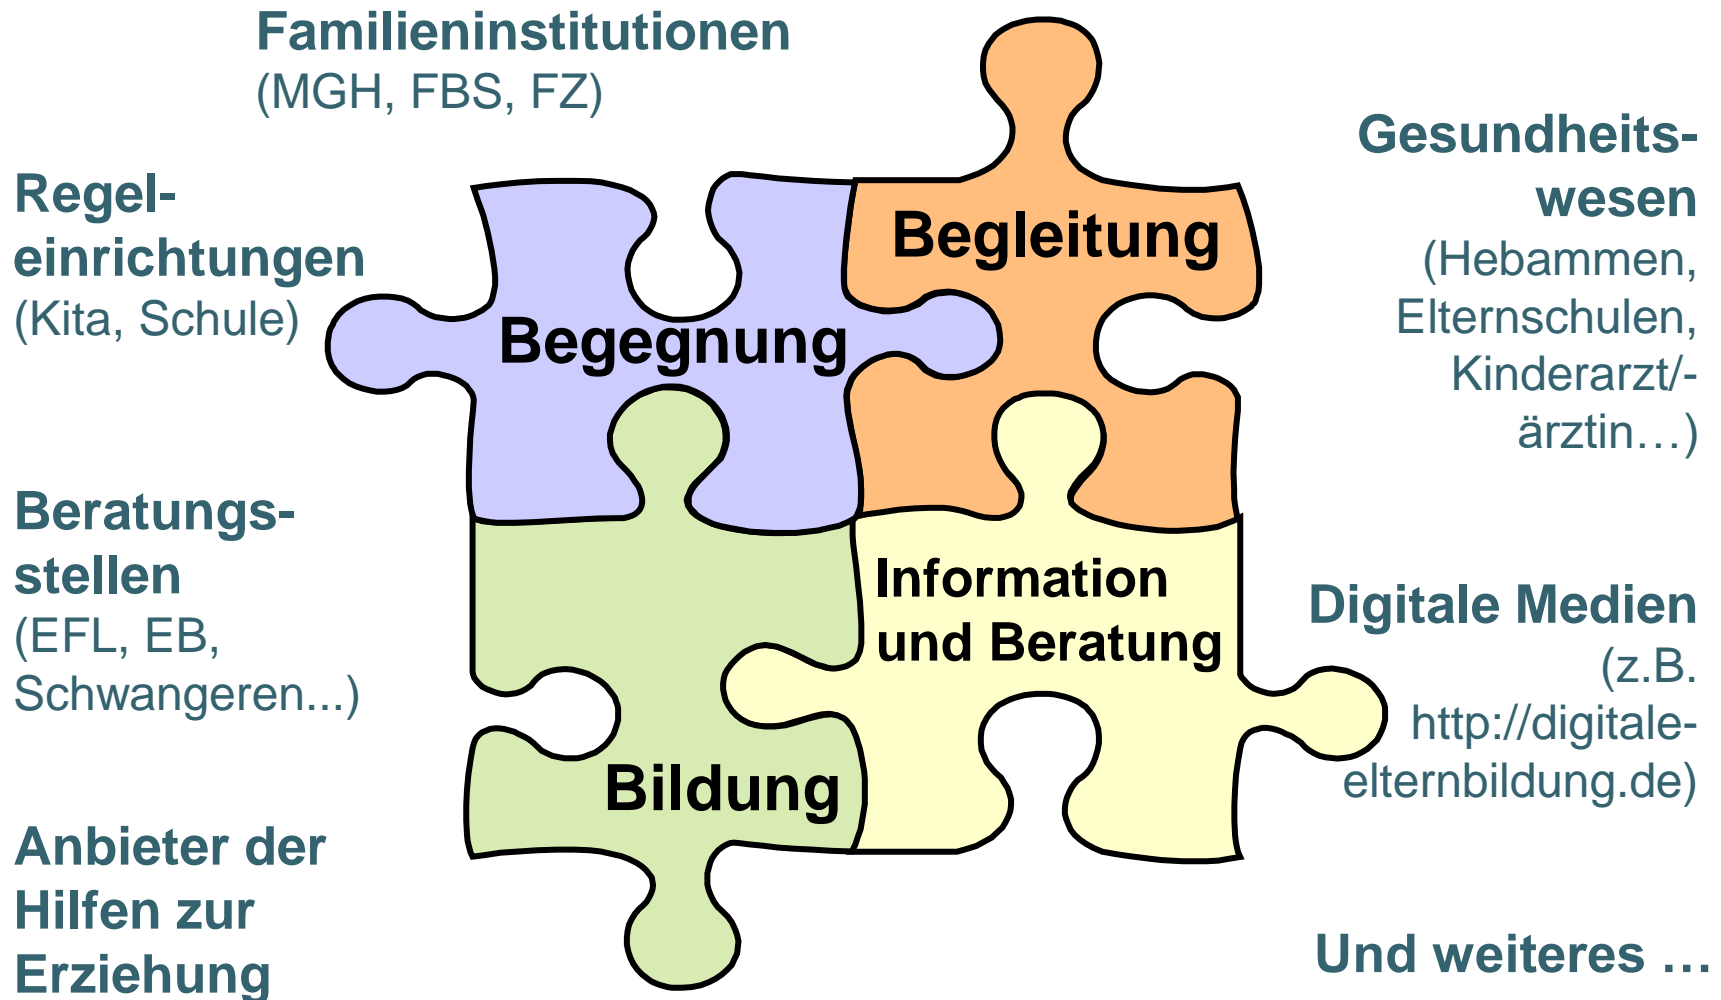 Familieninstitutionen
(MGH, FBS, FZ)
Regel-
einrichtungen
(Kita, Schule)
Beratungs-
stellen
(EFL, EB,
Schwangeren...)
Anbieter der
Hilfen zur
Erziehung
Begegnung
Begleitung
Bildung
Information
und Beratung
Gesundheits-
wesen
(Hebammen,
Elternschulen,
Kinderarzt/-
ärztin…)
Digitale Medien
(z.B.
http://digitale-
elternbildung.de)
Und weiteres …